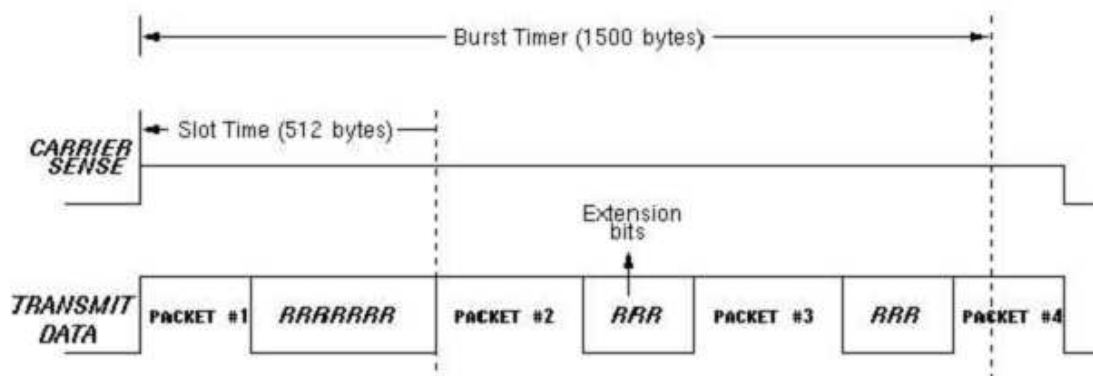 Burst Timer (1500 bytes)
Slot Time (512 bytes)
CARRIER
SENSE
Extension
bits
TRANSMIT
DATA
PACKET #1
RRRRRRR
PACKET #2
RRR
PACKET #3
RRR
PACKET #4